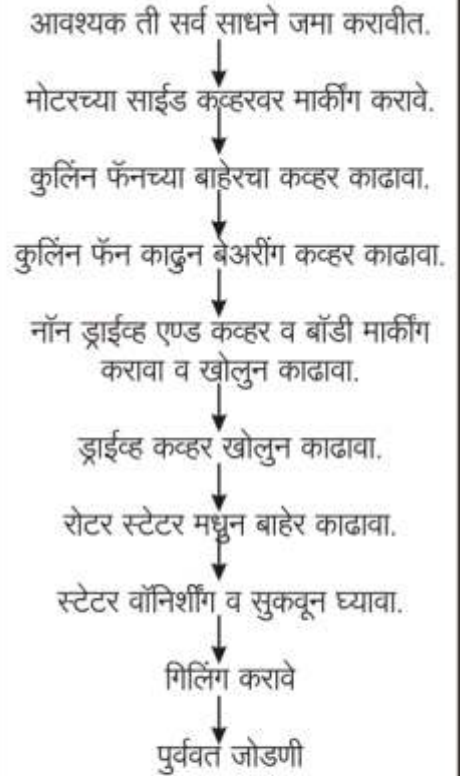 आवश्यक ती सर्व साधने जमा करावीत.
मोटरच्या साईड कव्हरवर मार्कींग करावे.
कुलिंन फॅनच्या बाहेरचा कव्हर काढावा.
कुलिंन फॅन काढुन बेअरींग कव्हर काढावा.
नॉन ड्राईव्ह एण्ड कव्हर व बॉडी मार्कींग
करावा व खोलुन काढावा.
ड्राईव्ह कव्हर खोलुन काढावा.
रोटर स्टेटर मधुन बाहेर काढावा.
स्टेटर वॉनिर्शींग व सुकवून घ्यावा.
गिलिंग करावे
पुर्ववत जोडणी